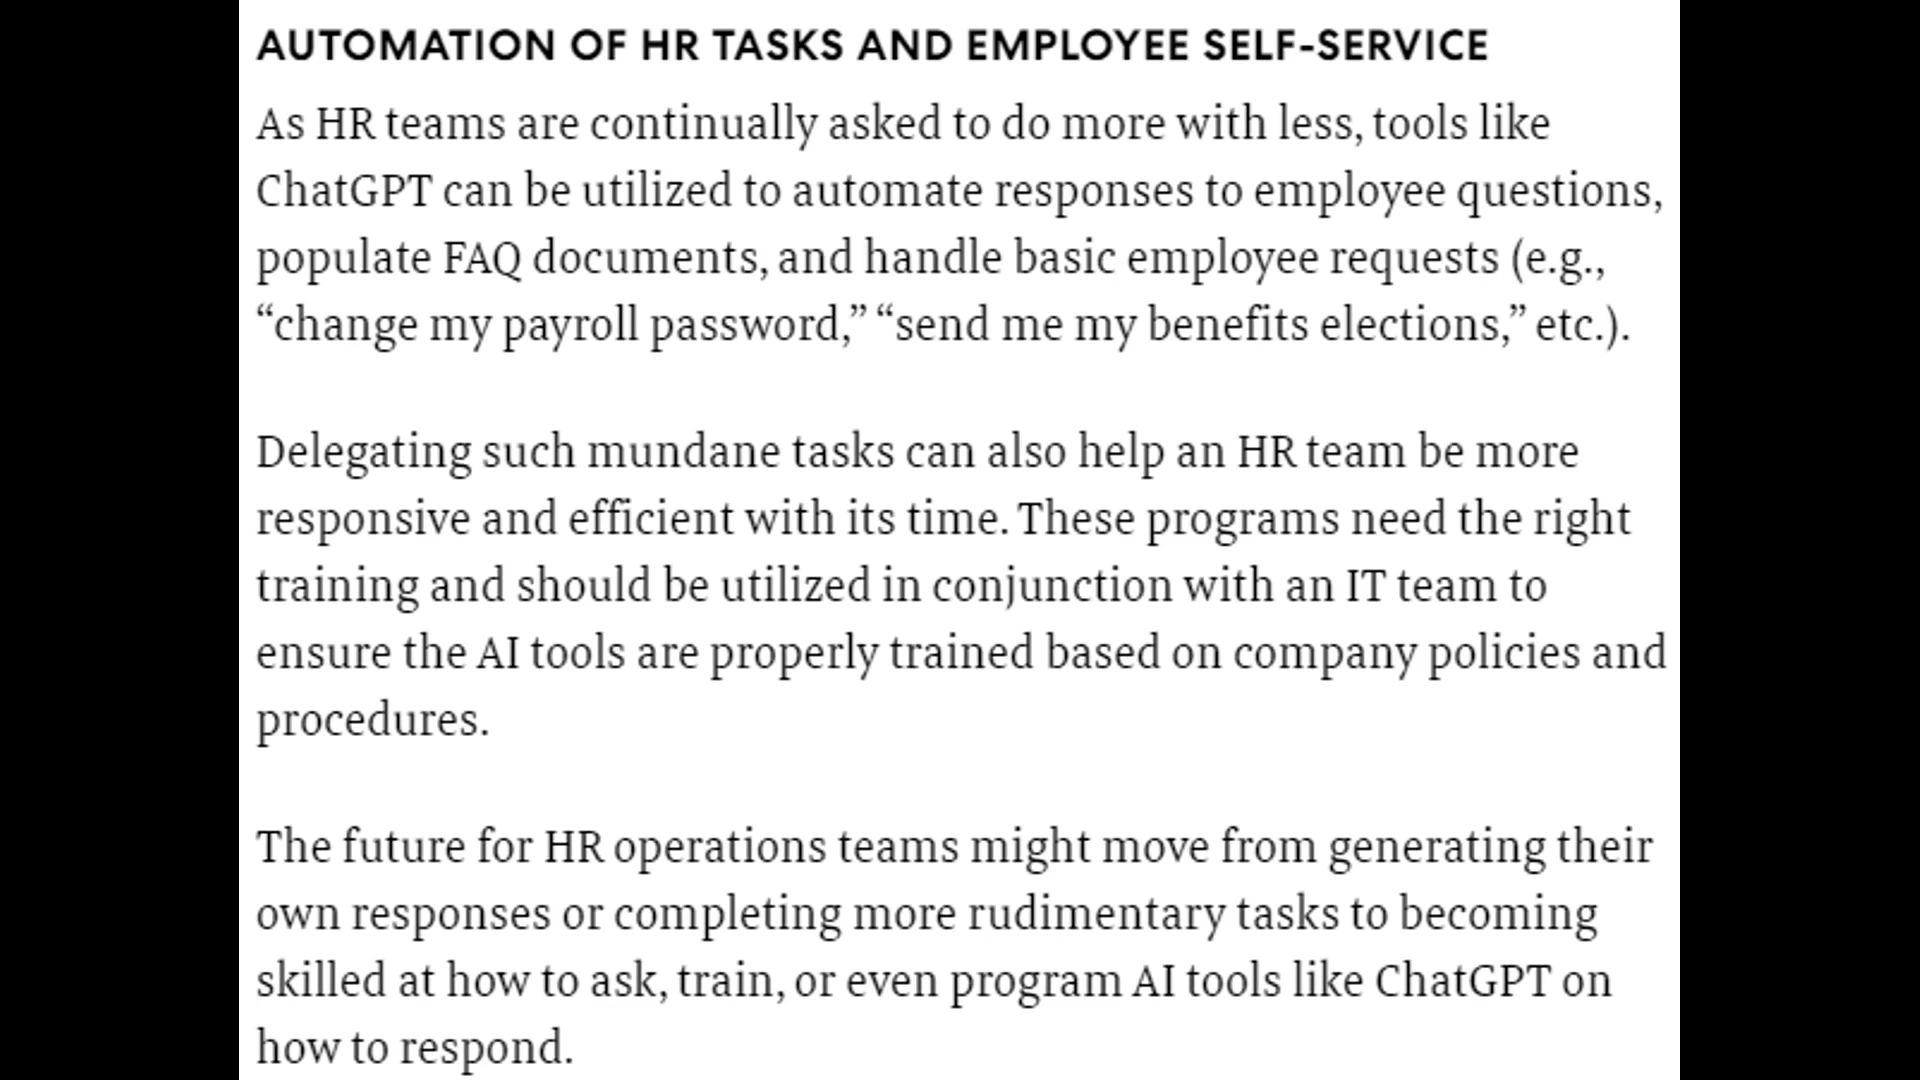 AUTOMATION OF HR TASKS AND EMPLOYEE SELF-SERVICE
As HR teams are continually asked to do more with less, tools like
ChatGPT can be utilized to automate responses to employee questions,
populate FAQ documents, and handle basic employee requests (e.g.,
“change my payroll password,” “send me my benefits elections,” etc.).
Delegating such mundane tasks can also help an HR team be more
responsive and efficient with its time. These programs need the right
training and should be utilized in conjunction with an IT team to
ensure the AI tools are properly trained based on company policies and
procedures.
The future for HR operations teams might move from generating their
own responses or completing more rudimentary tasks to becoming
skilled at how to ask, train, or even program AI tools like ChatGPT on
how to respond.